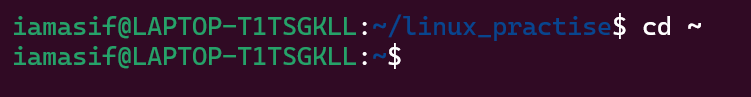 iamasif@LAPTOP-T1TSGKLL:~/linux_practise$ cd ~
iamasif@LAPTOP-T1TSGKLL:~$